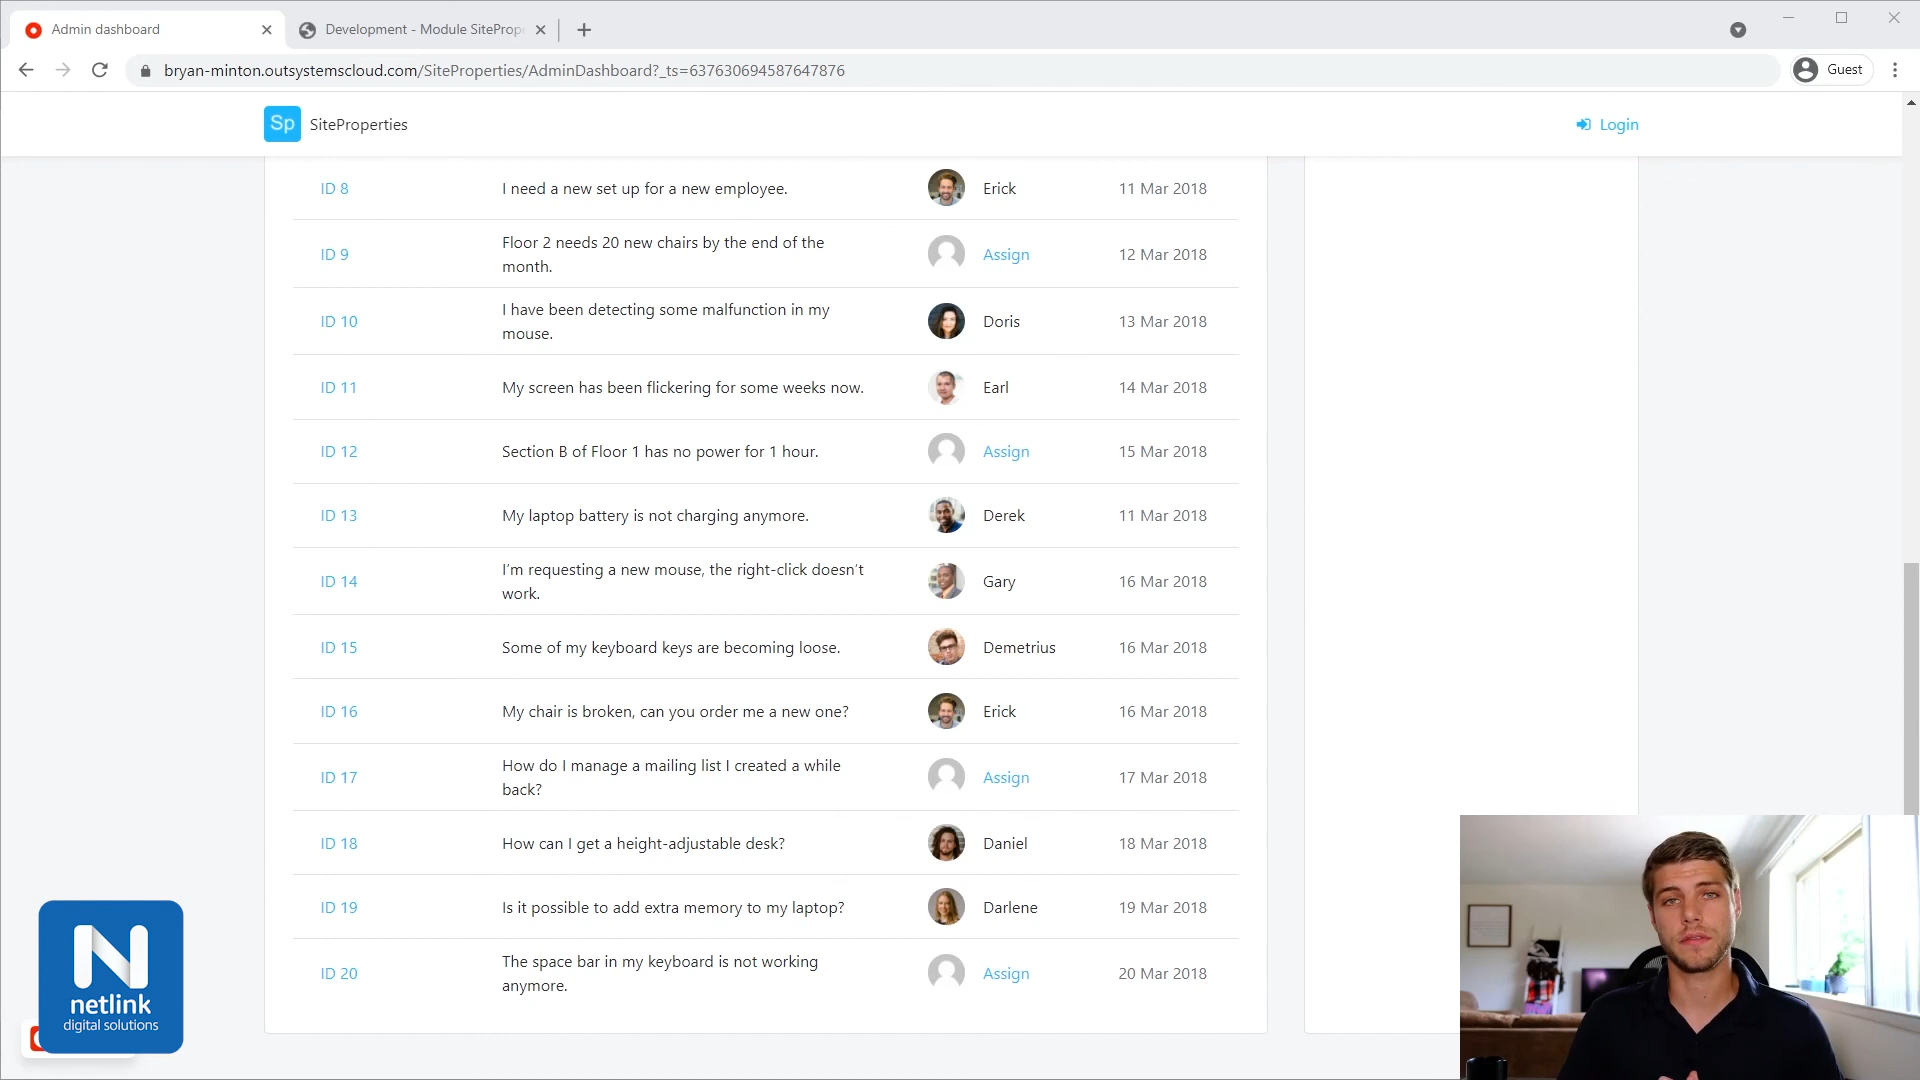 Admin dashboard
Development - Module SitePrope
bryan-minton.outsystemscloud.com/SiteProperties/AdminDashboard?_ts=637630694587647876
Guest
Sp SiteProperties
Login
ID 8 I need a new set up for a new employee. Erick 11 Mar 2018
ID 9 Floor 2 needs 20 new chairs by the end of the
month. Assign 12 Mar 2018
ID 10 I have been detecting some malfunction in my
mouse. Doris 13 Mar 2018
ID 11 My screen has been flickering for some weeks now. Earl 14 Mar 2018
ID 12 Section B of Floor 1 has no power for 1 hour. Assign 15 Mar 2018
ID 13 My laptop battery is not charging anymore. Derek 11 Mar 2018
ID 14 I’m requesting a new mouse, the right-click doesn’t
work. Gary 16 Mar 2018
ID 15 Some of my keyboard keys are becoming loose. Demetrius 16 Mar 2018
ID 16 My chair is broken, can you order me a new one? Erick 16 Mar 2018
ID 17 How do I manage a mailing list I created a while
back? Assign 17 Mar 2018
ID 18 How can I get a height-adjustable desk? Daniel 18 Mar 2018
ID 19 Is it possible to add extra memory to my laptop? Darlene 19 Mar 2018
ID 20 The space bar in my keyboard is not working
anymore. Assign 20 Mar 2018
N
netlink
digital solutions